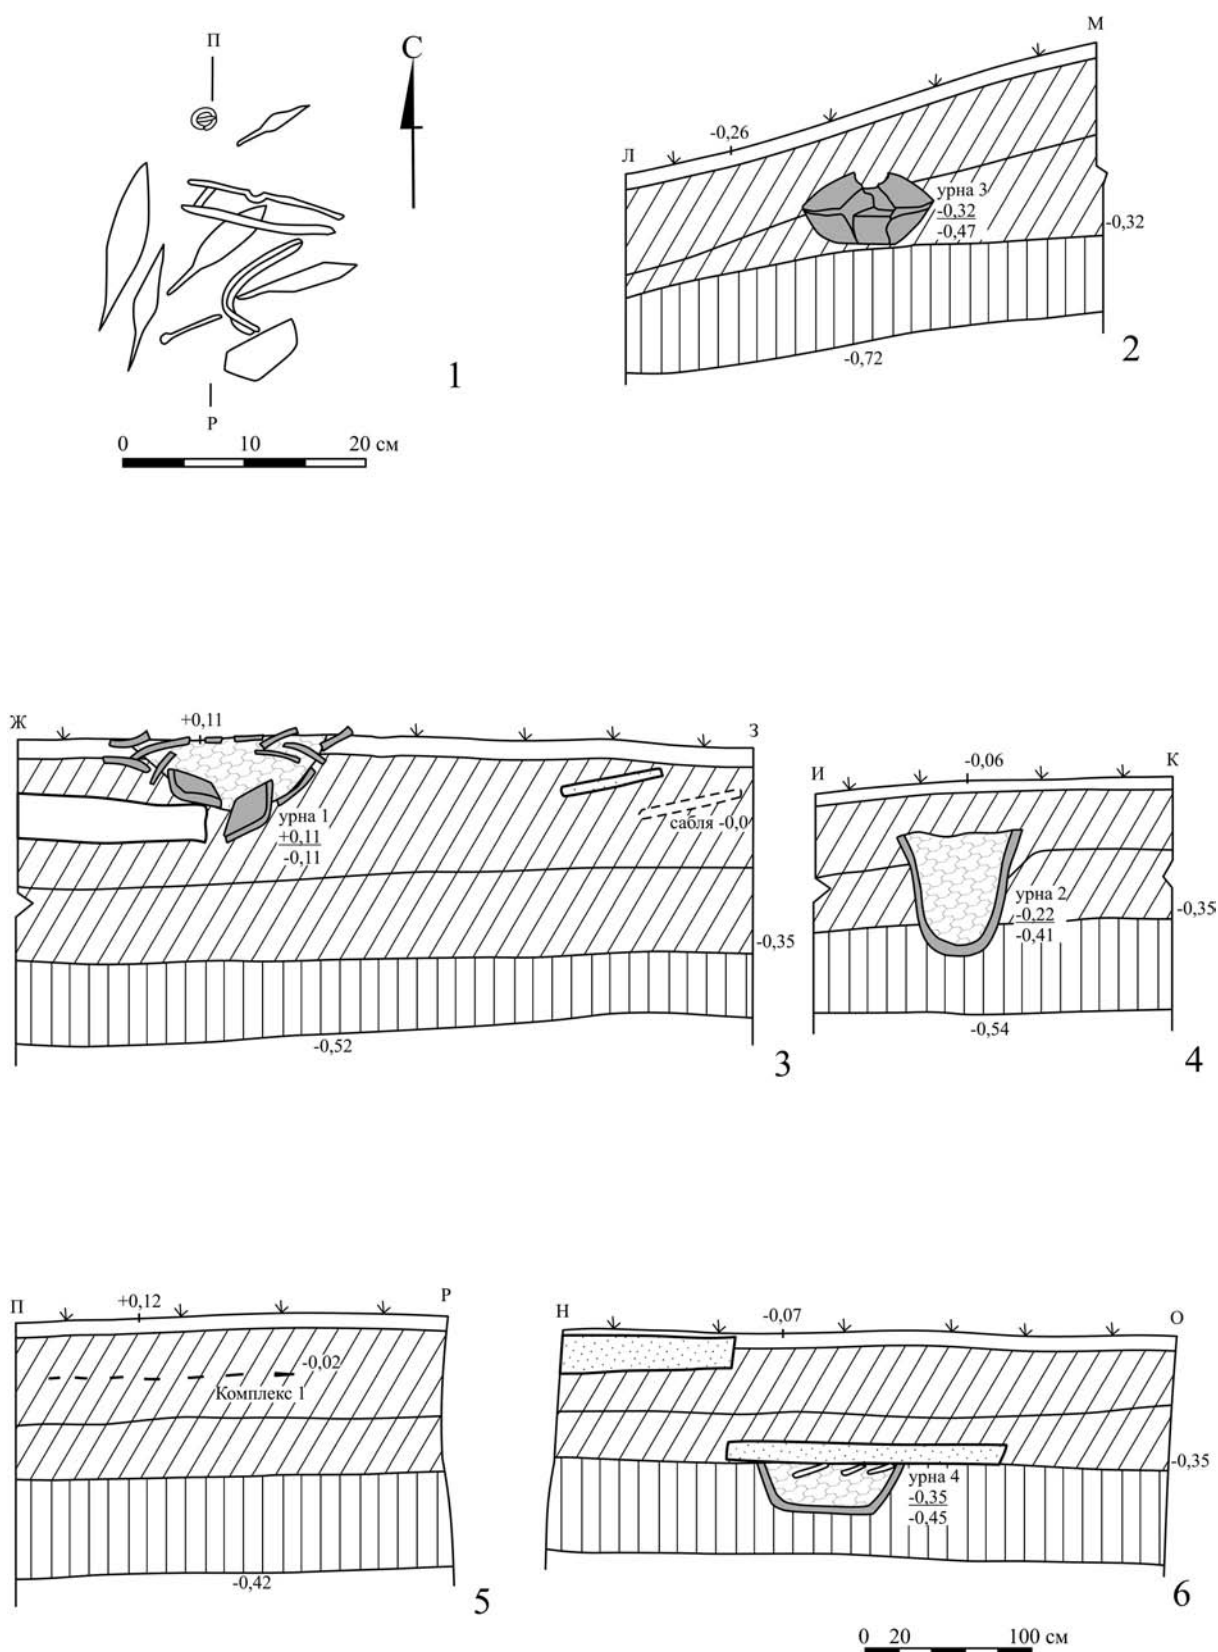 П
С
Р
1
0 10 20 см
М
-0,26
Л
урна 3
-0,32
-0,47
-0,32
-0,72
2
Ж
+0,11
З
урна 1
+0,11
-0,11
сабля -0,0
-0,35
-0,52
3
И
-0,06
К
урна 2
-0,22
-0,41
-0,35
-0,54
4
П
+0,12
Р
-0,02
Комплекс 1
-0,42
5
Н
-0,07
О
урна 4
-0,35
-0,45
-0,35
6
0 20 100 см